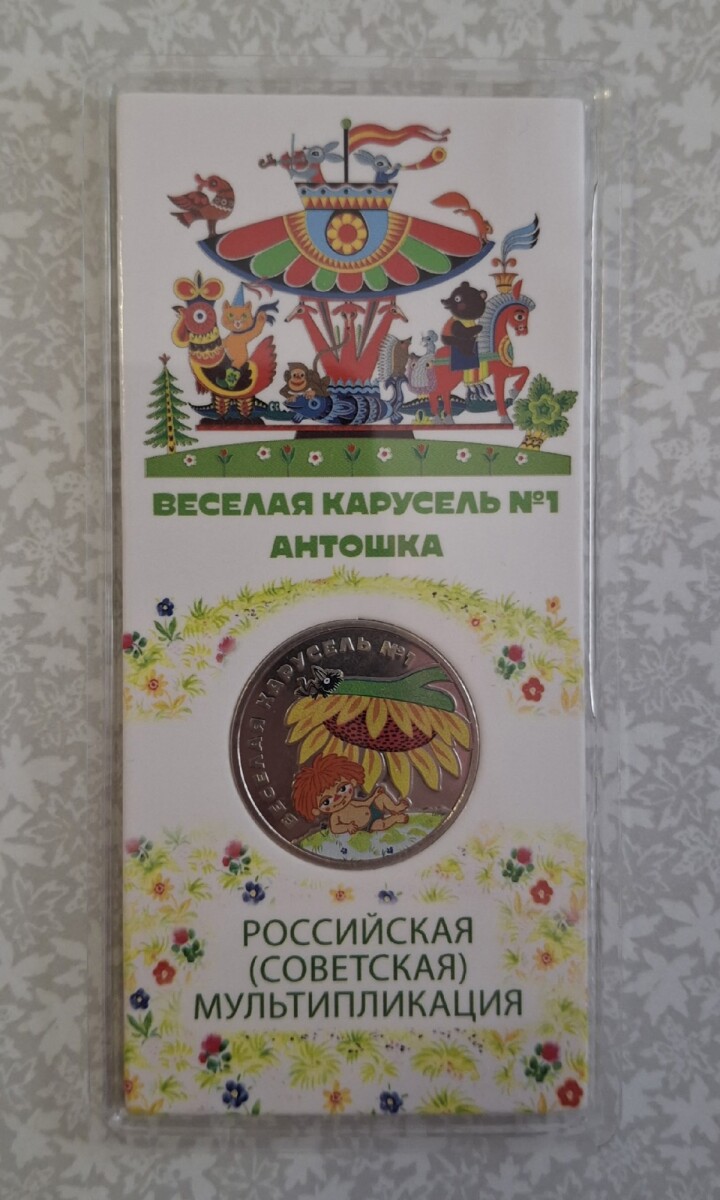 ВЕСЕЛАЯ КАРУСЕЛЬ №1
АНТОШКА
ВЕСЕЛАЯ КАРУСЕЛЬ №1
РОССИЙСКАЯ
(СОВЕТСКАЯ)
МУЛЬТИПЛИКАЦИЯ